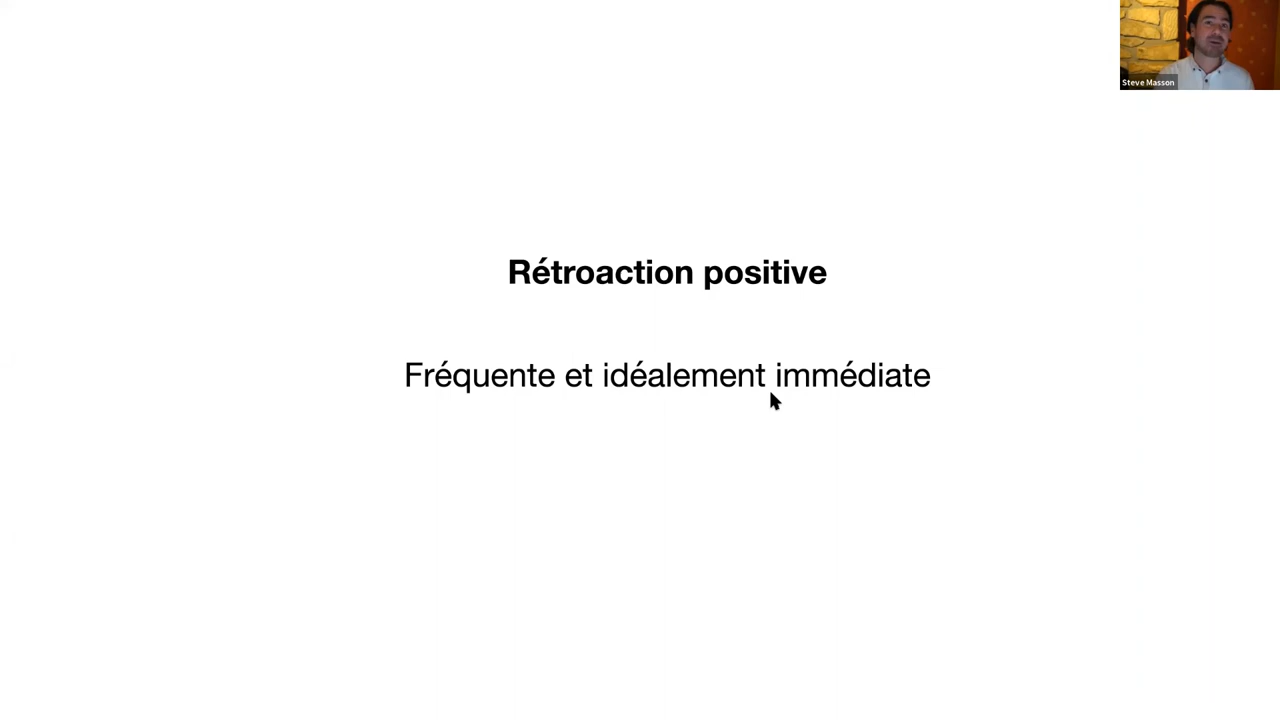 Steve Masson
Rétroaction positive
Fréquente et idéalement immédiate